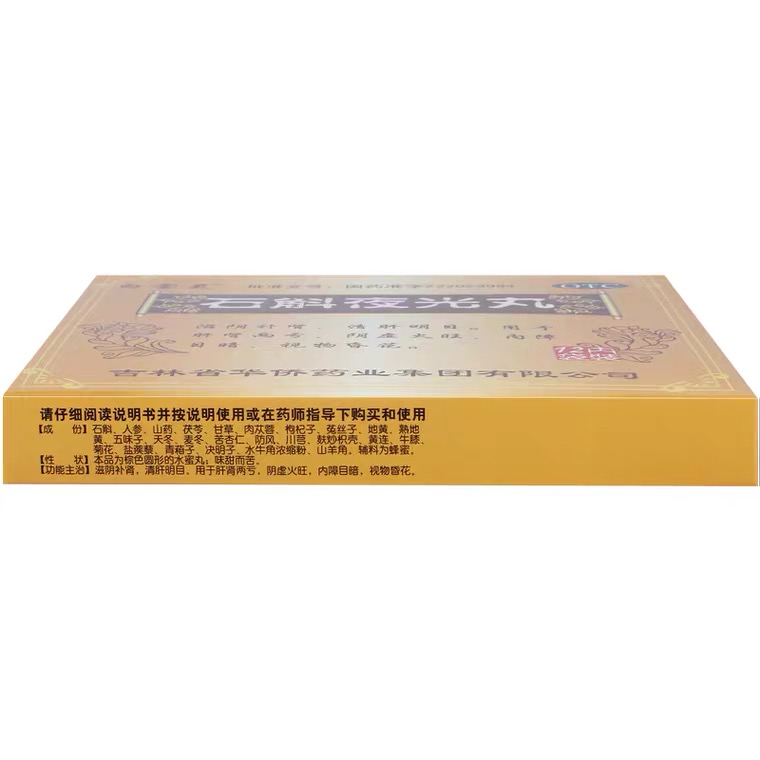 批准文号：国药准字
OTC
石斛夜光丸
滋阴补肾、清肝明目。用于
肝肾两亏，阴虚火旺，内障
目暗，视物昏花。
吉林省华侨药业集团有限公司
请仔细阅读说明书并按说明使用或在药师指导下购买和使用
【成 份】石斛、人参、山药、茯苓、甘草、肉苁蓉、枸杞子、菟丝子、地黄、熟地
黄、五味子、天冬、麦冬、苦杏仁、防风、川芎、麸炒枳壳、黄连、牛膝、
菊花、盐蒺藜、青葙子、决明子、水牛角浓缩粉、山羊角。辅料为蜂蜜。
【性 状】本品为棕色圆形的水蜜丸；味甜而苦。
【功能主治】滋阴补肾，清肝明目。用于肝肾两亏，阴虚火旺，内障目暗，视物昏花。